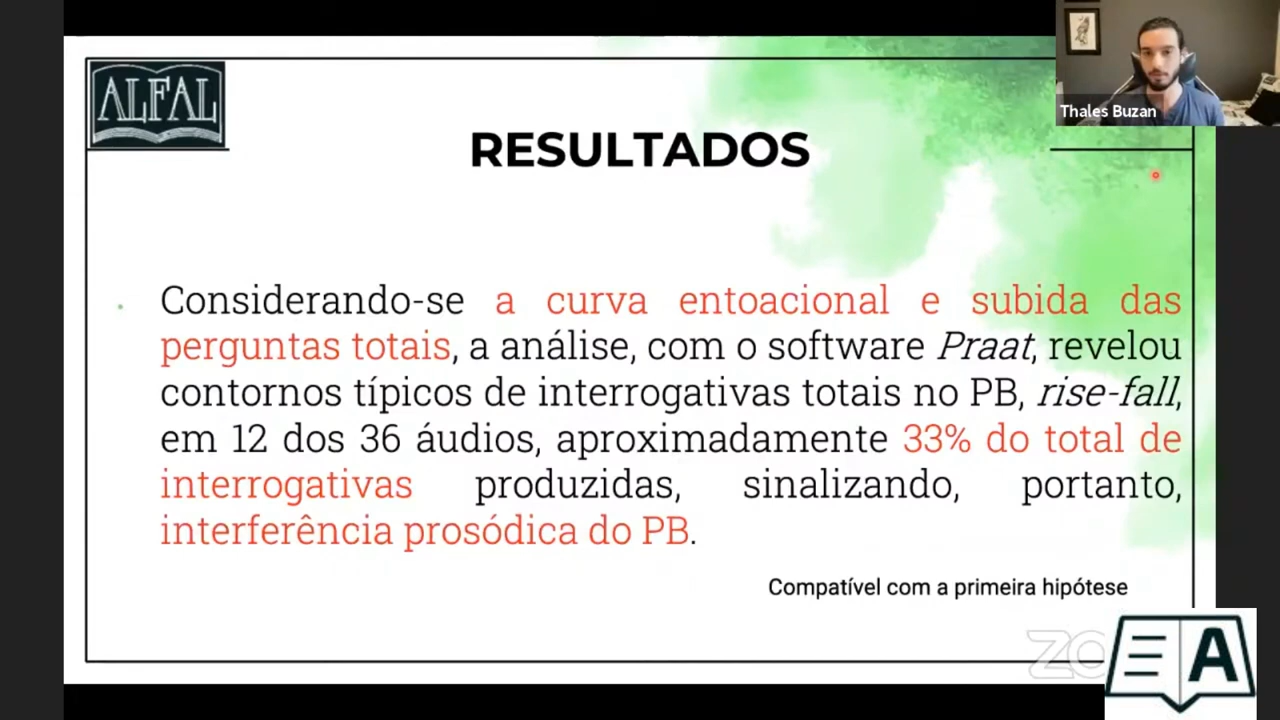 ALFAL
Thales Buzan
RESULTADOS
Considerando-se a curva entoacional e subida das
perguntas totais, a análise, com o software Praat, revelou
contornos típicos de interrogativas totais no PB, rise-fall,
em 12 dos 36 áudios, aproximadamente 33% do total de
interrogativas produzidas, sinalizando, portanto,
interferência prosódica do PB.
Compatível com a primeira hipótese
A